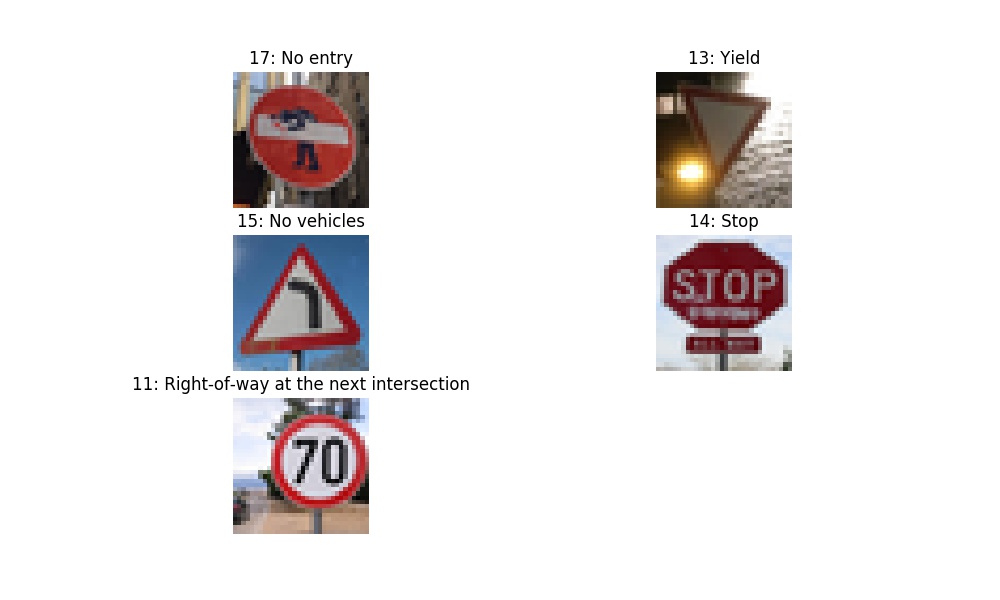 17: No entry
13: Yield
15: No vehicles
14: Stop
STOP
11: Right-of-way at the next intersection
70